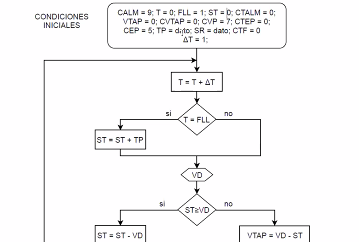 CONDICIONES
INICIALES
CALM = 9; T = 0; FLL = 1; ST = 0; CTALM = 0;
VTAP = 0; CVTAP = 0; CVP = 7; CTEP = 0;
CEP = 5; TP = dato; SR = dato; CTF = 0
ΔT = 1;
T = T + ΔT
si
T = FLL
no
ST = ST + TP
VD
si
ST≥VD
no
ST = ST - VD
VTAP = VD - ST